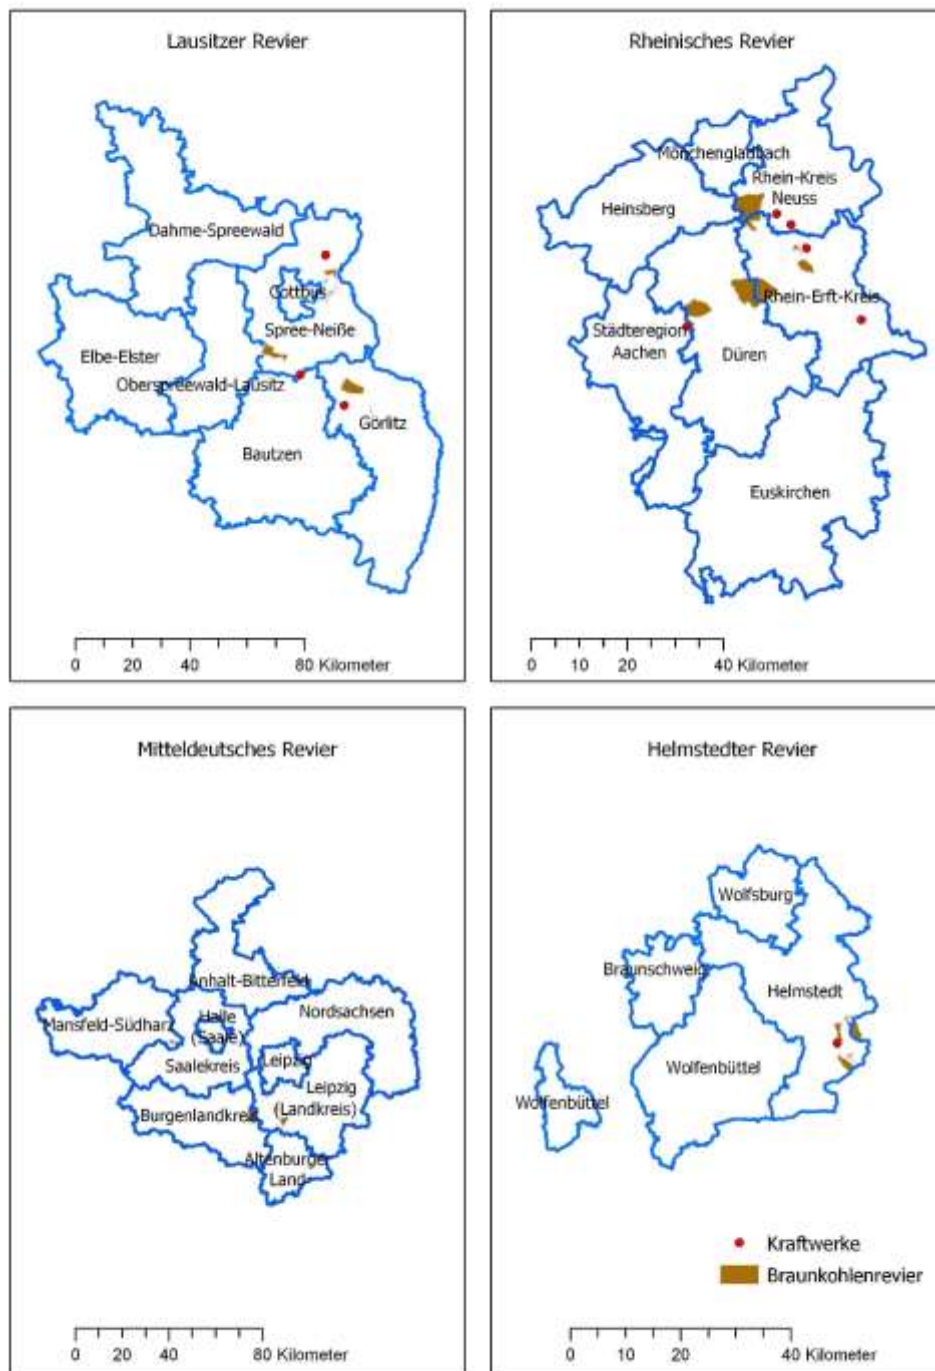 Lausitzer Revier
Dahme-Spreewald
Cottbus
Spree-Neiße
Elbe-Elster
Oberspreewald-Lausitz
Görlitz
Bautzen
0 20 40 80 Kilometer
Rheinisches Revier
Mönchengladbach
Rhein-Kreis
Neuss
Heinsberg
Rhein-Erft-Kreis
Städteregion
Aachen
Düren
Euskirchen
0 10 20 40 Kilometer
Mitteldeutsches Revier
Anhalt-Bitterfeld
Mansfeld-Südharz
Halle
(Saale)
Nordsachsen
Saalekreis
Leipzig
Leipzig
(Landkreis)
Burgenlandkreis
Altenburger
Land
0 20 40 80 Kilometer
Helmstedter Revier
Wolfsburg
Braunschweig
Helmstedt
Wolfenbüttel
Wolfenbüttel
Kraftwerke
Braunkohlenrevier
0 10 20 40 Kilometer